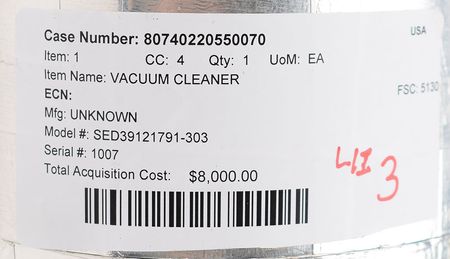 Case Number: 80740220550070
USA
Item: 1 CC: 4 Qty: 1 UoM: EA
Item Name: VACUUM CLEANER
FSC: 5130
ECN:
Mfg: UNKNOWN
Model #: SED39121791-303
Serial #: 1007
Total Acquisition Cost: $8,000.00
3